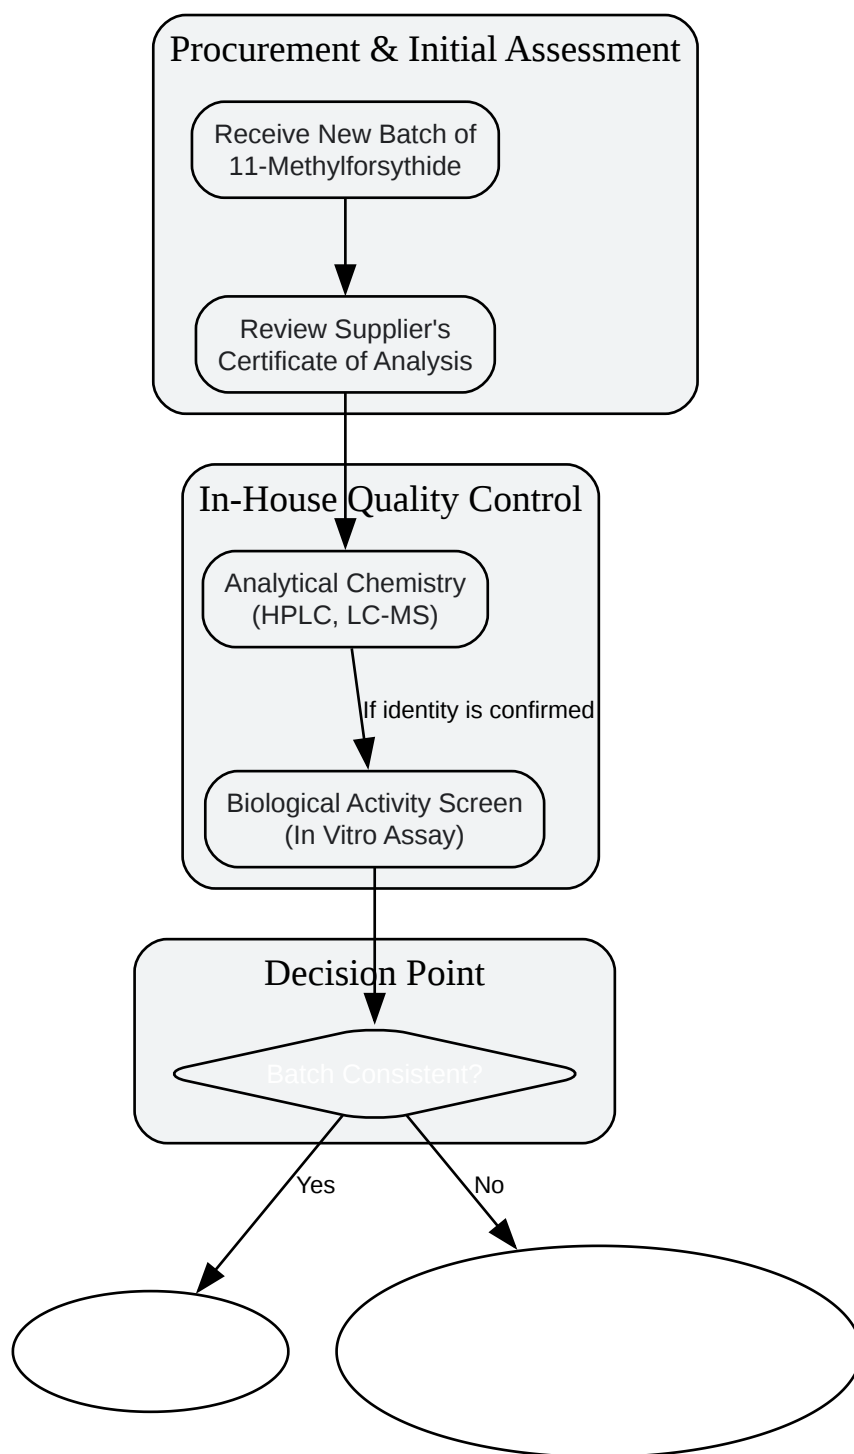 Procurement & Initial Assessment
Receive New Batch of
11-Methylforsythide
Review Supplier's
Certificate of Analysis
In-House Quality Control
Analytical Chemistry
(HPLC, LC-MS)
If identity is confirmed
Biological Activity Screen
(In Vitro Assay)
Decision Point
Batch Consistent?
Yes
No